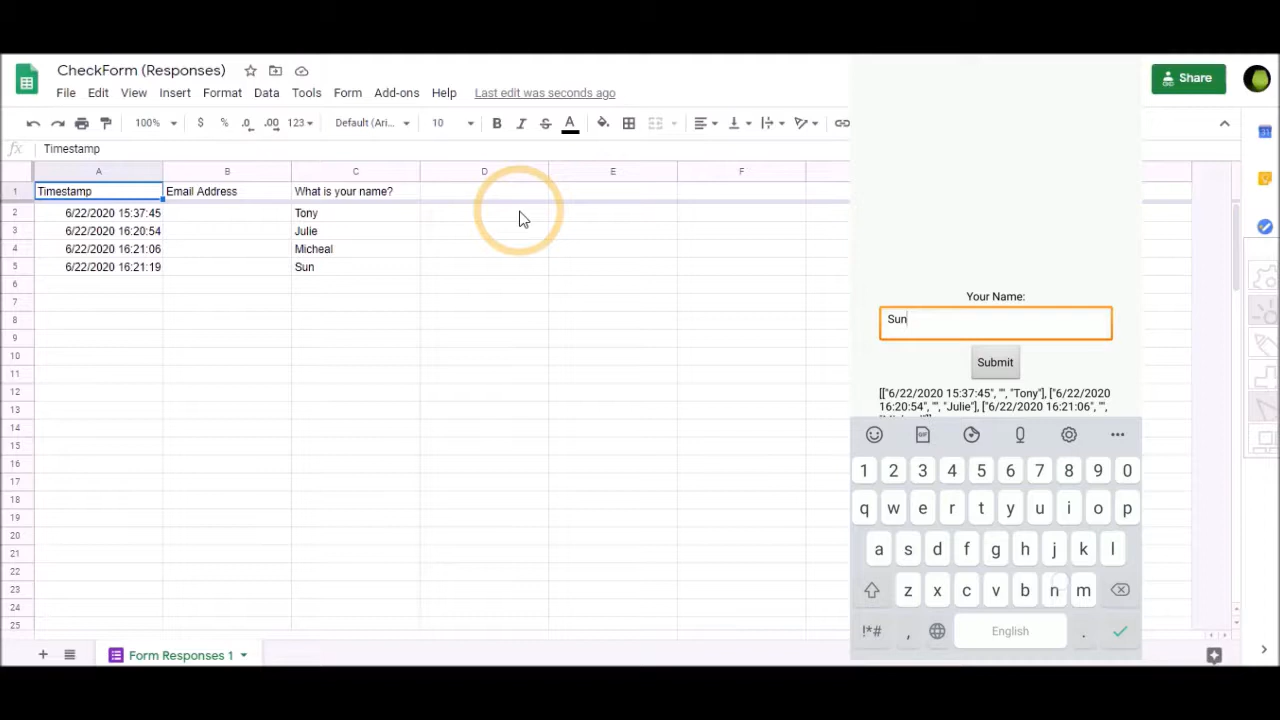 CheckForm (Responses)
File Edit View Insert Format Data Tools Form Add-ons Help Last edit was seconds ago
Share
100% $ % .0 .00 123 Default (Ari... 10 B I S A
fx Timestamp
A B C D E F
1 Timestamp Email Address What is your name?
2 6/22/2020 15:37:45 Tony
3 6/22/2020 16:20:54 Julie
4 6/22/2020 16:21:06 Micheal
5 6/22/2020 16:21:19 Sun
6
7
8
9
10
11
12
13
14
15
16
17
18
19
20
21
22
23
24
25
Form Responses 1
Your Name:
Sun
Submit
[["6/22/2020 15:37:45", "", "Tony"], ["6/22/2020
16:20:54", "", "Julie"], ["6/22/2020 16:21:06", "",
GIF
1 2 3 4 5 6 7 8 9 0
q w e r t y u i o p
a s d f g h j k l
z x c v b n m
!*# , English .